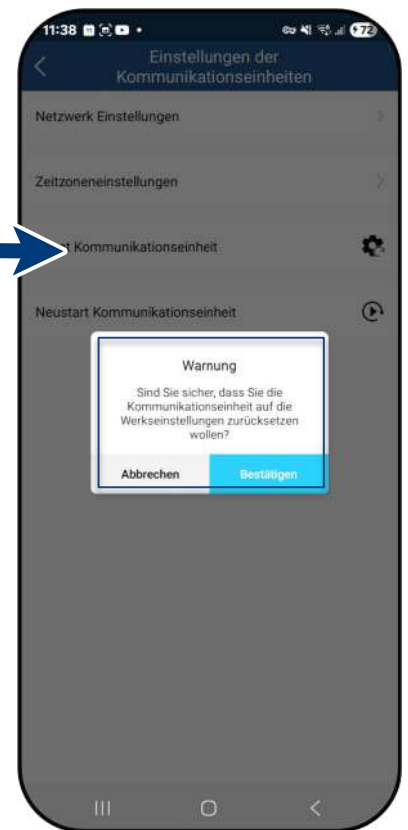 11:38
72
Einstellungen der
Kommunikationseinheiten
Netzwerk Einstellungen
Zeitzoneneinstellungen
Kommunikationseinheit
Neustart Kommunikationseinheit
Warnung
Sind Sie sicher, dass Sie die
Kommunikationseinheit auf die
Werkseinstellungen zurücksetzen
wollen?
Abbrechen
Bestätigen